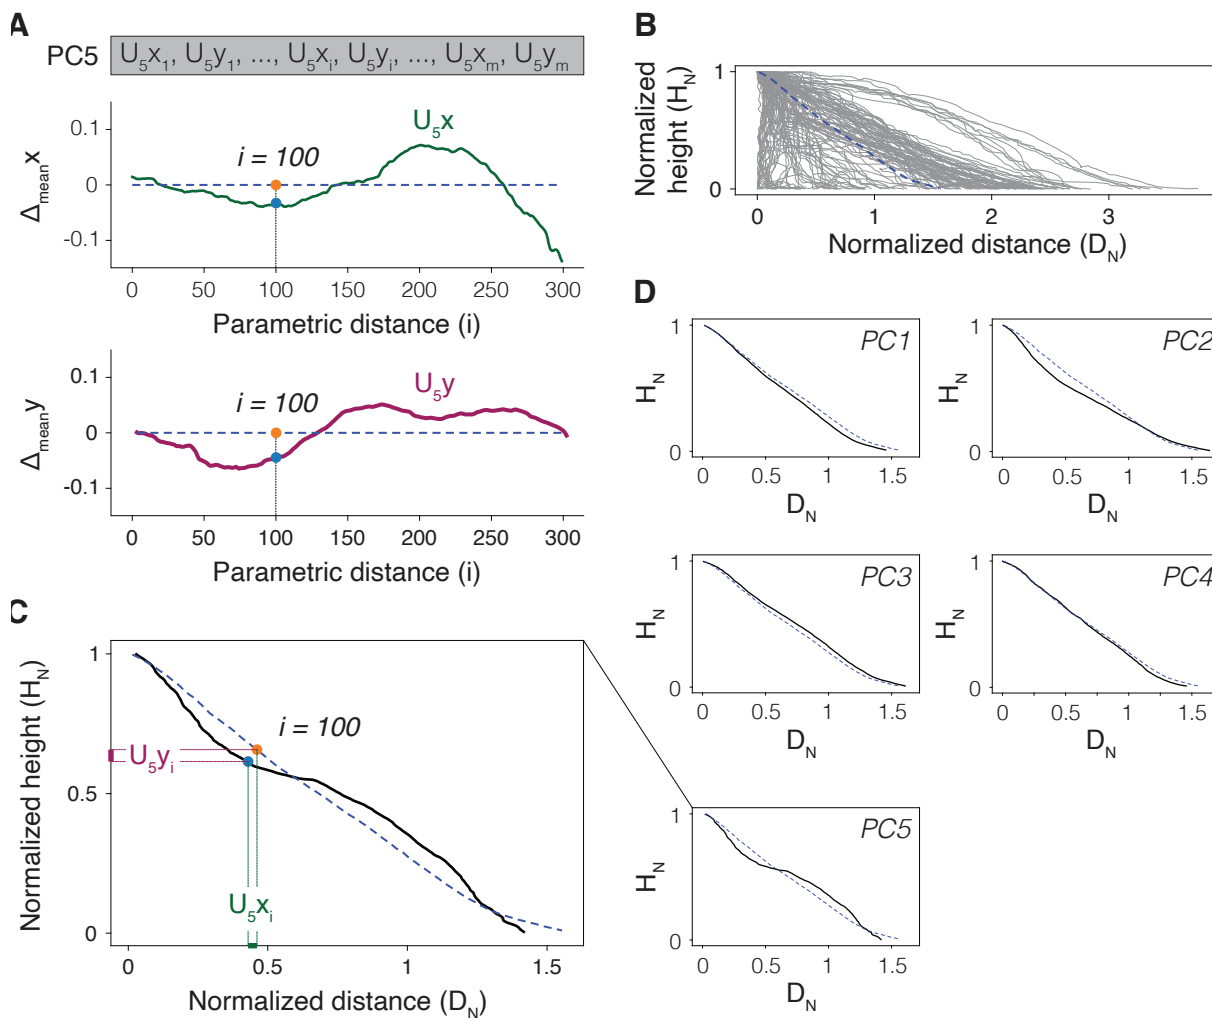 A
PC5
U5x1, U5y1, ..., U5xi, U5yi, ..., U5xm, U5ym
0.1
0
-0.1
Δmeanx
U5x
i = 100
0 50 100 150 200 250 300
Parametric distance (i)
0.1
0
-0.1
Δmeany
U5y
i = 100
0 50 100 150 200 250 300
Parametric distance (i)
B
Normalized
height (HN)
1
0
0 1 2 3
Normalized distance (DN)
C
Normalized height (HN)
1
0.5
0
i = 100
U5yi
U5xi
0 0.5 1 1.5
Normalized distance (DN)
D
PC1
HN
1
0
0 0.5 1 1.5
DN
PC2
HN
1
0
0 0.5 1 1.5
DN
PC3
HN
1
0
0 0.5 1 1.5
DN
PC4
HN
1
0
0 0.5 1 1.5
DN
PC5
HN
1
0
0 0.5 1 1.5
DN